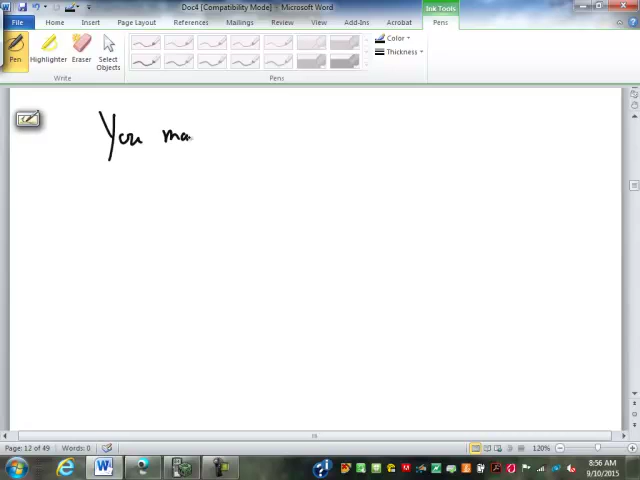 Doc4 [Compatibility Mode] - Microsoft Word
Ink Tools
File Home Insert Page Layout References Mailings Review View Add-Ins Acrobat Pens
Pen Highlighter Eraser Select Objects
Color
Thickness
Write Pens
You ma
Page: 12 of 49 Words: 0 120%
8:56 AM
9/10/2015